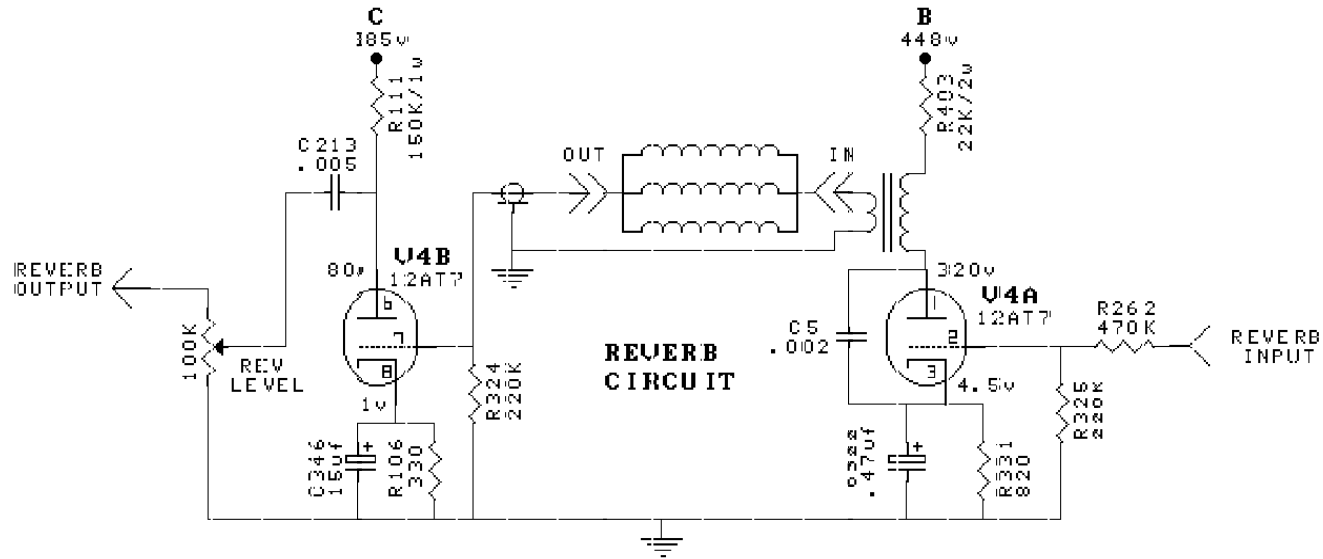 C
385v
R111
150K/1w
C213
.005
B
448v
R403
22K/2w
OUT
IN
REVERB
OUTPUT
80v
V4B
12AT7
6
7
8
1v
100K
REV
LEVEL
C346
15uf
+
R106
330
R324
220K
REVERB
CIRCUIT
320v
V4A
12AT7
1
2
3
4.5v
C5
.002
R262
470K
REVERB
INPUT
R325
220K
.47uf
+
R331
820